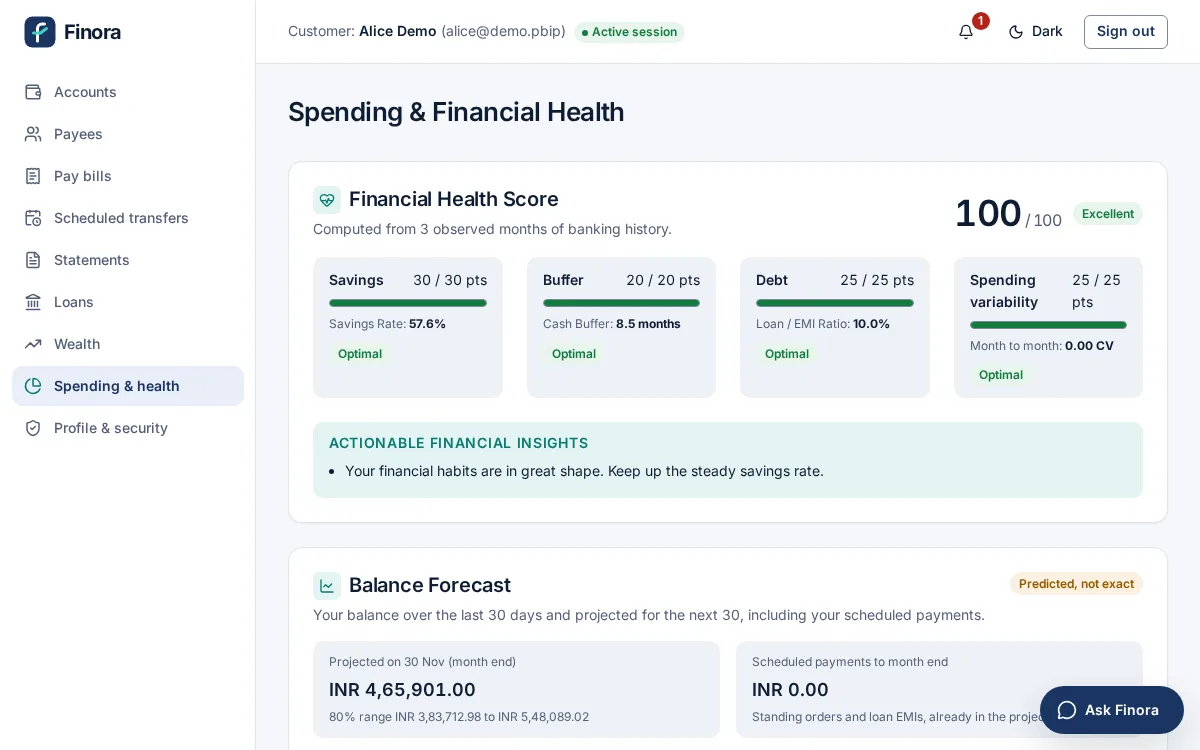 Finora
Customer: Alice Demo (alice@demo.pbip)
Active session
1
Dark
Sign out
Accounts
Payees
Pay bills
Scheduled transfers
Statements
Loans
Wealth
Spending & health
Profile & security
Spending & Financial Health
Financial Health Score
Computed from 3 observed months of banking history.
100 / 100
Excellent
Savings 30 / 30 pts
Savings Rate: 57.6%
Optimal
Buffer 20 / 20 pts
Cash Buffer: 8.5 months
Optimal
Debt 25 / 25 pts
Loan / EMI Ratio: 10.0%
Optimal
Spending 25 / 25
variability pts
Month to month: 0.00 CV
Optimal
ACTIONABLE FINANCIAL INSIGHTS
• Your financial habits are in great shape. Keep up the steady savings rate.
Balance Forecast
Predicted, not exact
Your balance over the last 30 days and projected for the next 30, including your scheduled payments.
Projected on 30 Nov (month end)
INR 4,65,901.00
80% range INR 3,83,712.98 to INR 5,48,089.02
Scheduled payments to month end
INR 0.00
Standing orders and loan EMIs, already in the
Ask Finora